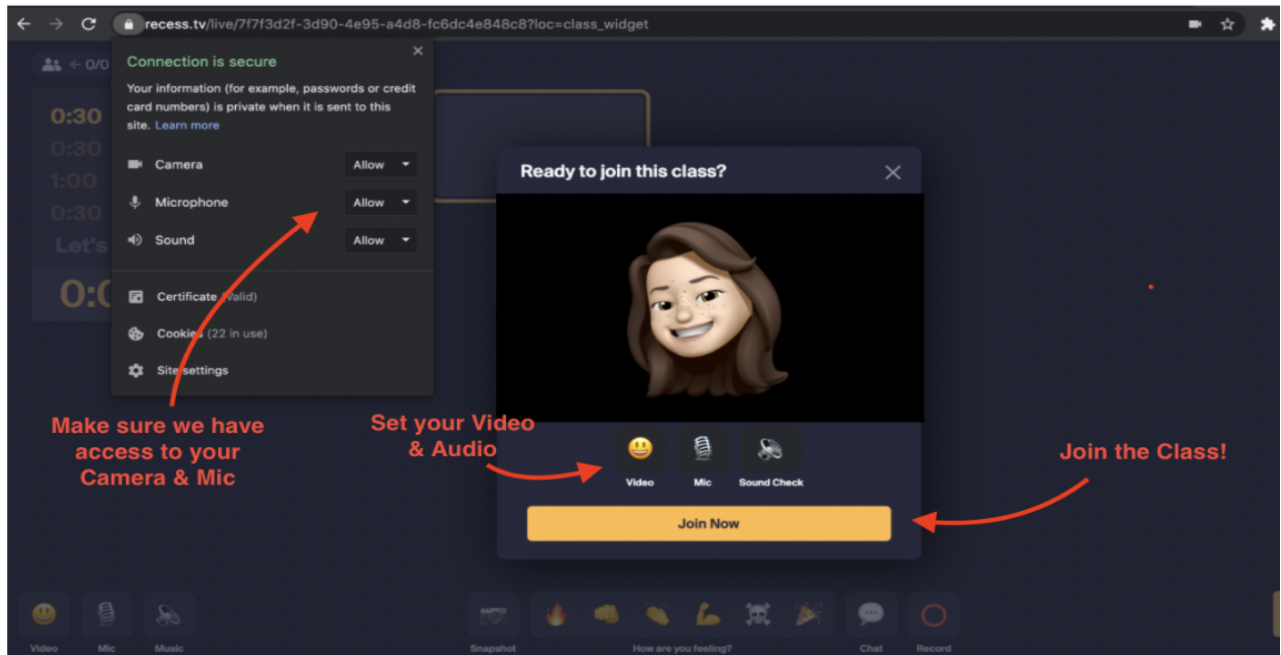 recess.tv/live/7f7f3d2f-3d90-4e95-a4d8-fc6dc4e848c8?loc=class_widget
← 0/0
Connection is secure
Your information (for example, passwords or credit
card numbers) is private when it is sent to this
site. Learn more
Camera Allow
Microphone Allow
Sound Allow
Certificate (Valid)
Cookies (22 in use)
Site settings
0:30
0:30
1:00
0:30
Let's
0:0
Ready to join this class?
Video Mic Sound Check
Join Now
Make sure we have
access to your
Camera & Mic
Set your Video
& Audio
Join the Class!
Video Mic Music Snapshot How are you feeling? Chat Record